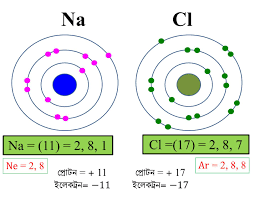 Na Cl
Na = (11) = 2, 8, 1 Cl =(17) = 2, 8, 7
Ne = 2, 8 Ar = 2, 8, 8
প্রোটন = + 11 প্রোটন = + 17
ইলেকট্রন= −11 ইলেকট্রন= −17